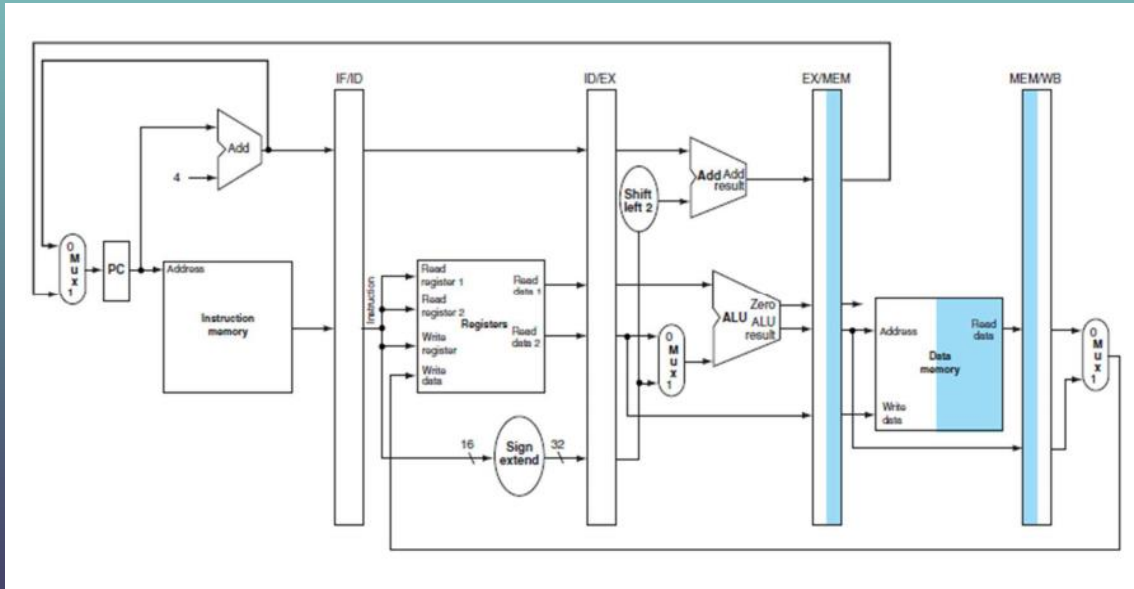 IF/ID
ID/EX
EX/MEM
MEM/WB
Add
4
Shift
left 2
Add Add
result
0
M
u
x
1
PC
Address
Instruction
memory
Instruction
Read
register 1
Read
register 2
Write
register
Write
data
Registers
Read
data 1
Read
data 2
0
M
u
x
1
Zero
ALU ALU
result
Address
Read
data
Data
memory
Write
data
0
M
u
x
1
16
Sign
extend
32